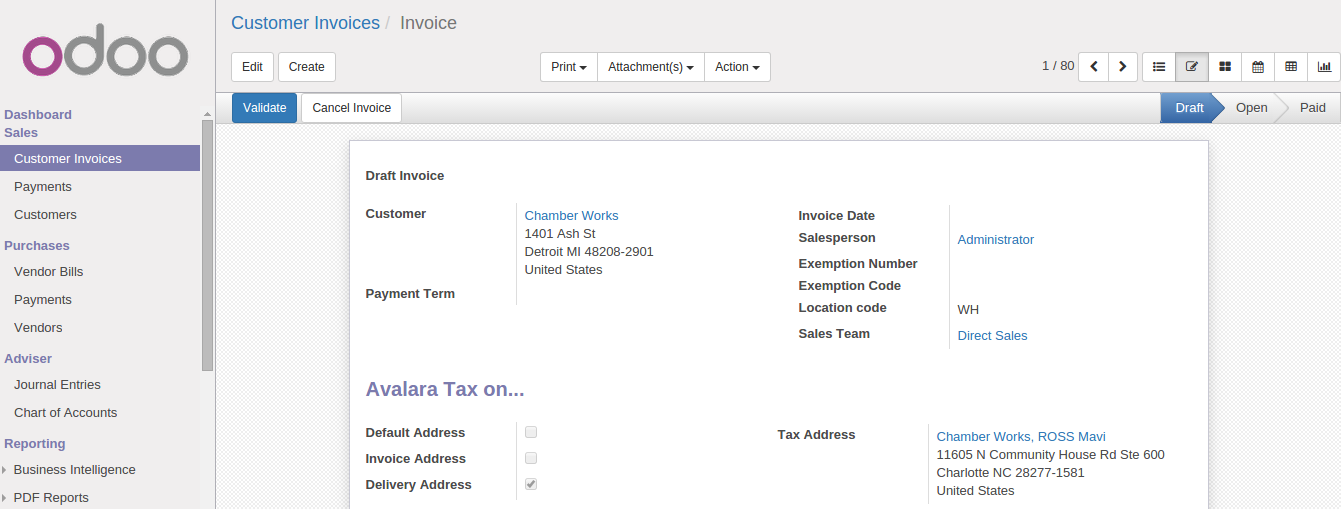 odoo
Dashboard
Sales
Customer Invoices
Payments
Customers
Purchases
Vendor Bills
Payments
Vendors
Adviser
Journal Entries
Chart of Accounts
Reporting
Business Intelligence
PDF Reports
Customer Invoices / Invoice
Edit Create Print Attachment(s) Action 1 / 80
Validate Cancel Invoice Draft Open Paid
Draft Invoice
Customer Chamber Works
1401 Ash St
Detroit MI 48208-2901
United States
Payment Term
Invoice Date
Salesperson Administrator
Exemption Number
Exemption Code
Location code WH
Sales Team Direct Sales
Avalara Tax on...
Default Address
Invoice Address
Delivery Address
Tax Address Chamber Works, ROSS Mavi
11605 N Community House Rd Ste 600
Charlotte NC 28277-1581
United States